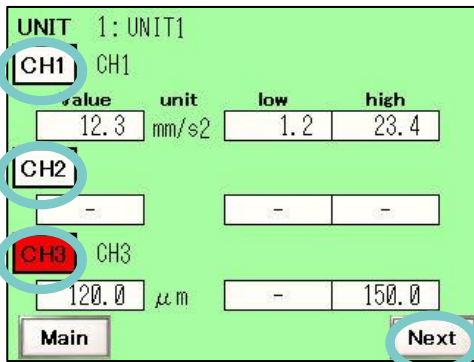 UNIT 1:UNIT1
CH1 CH1
value unit low high
12.3 mm/s2 1.2 23.4
CH2
- - -
CH3 CH3
120.0 μm - 150.0
Main Next